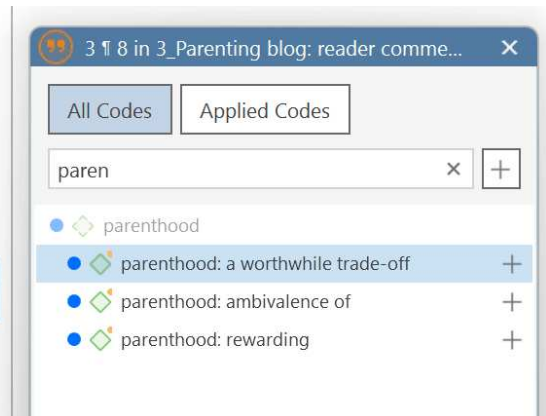 3 ¶ 8 in 3_Parenting blog: reader comme...
All Codes Applied Codes
paren
parenthood
parenthood: a worthwhile trade-off
parenthood: ambivalence of
parenthood: rewarding